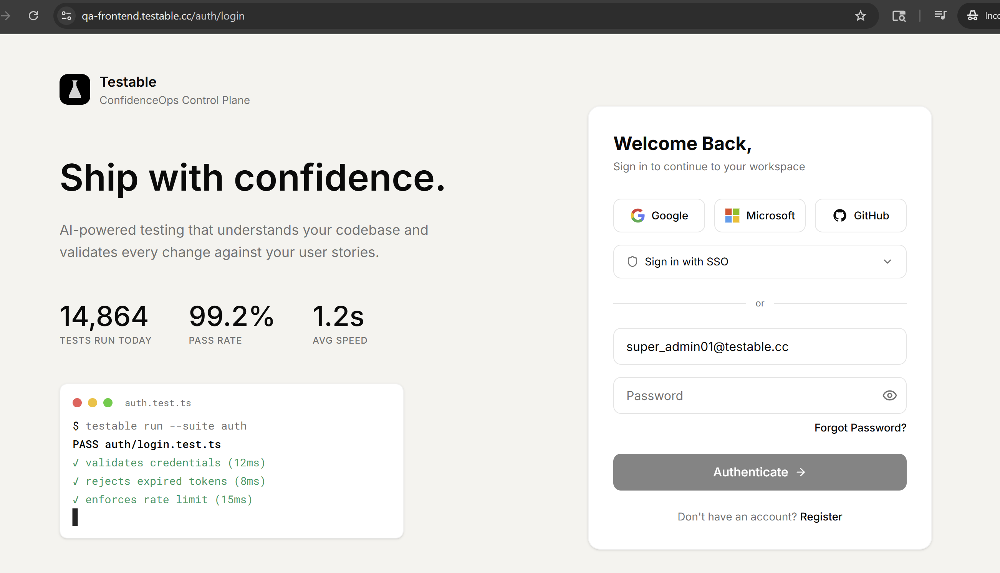 qa-frontend.testable.cc/auth/login
Testable
ConfidenceOps Control Plane
Ship with confidence.
AI-powered testing that understands your codebase and
validates every change against your user stories.
14,864
TESTS RUN TODAY
99.2%
PASS RATE
1.2s
AVG SPEED
auth.test.ts
$ testable run --suite auth
PASS auth/login.test.ts
✓ validates credentials (12ms)
✓ rejects expired tokens (8ms)
✓ enforces rate limit (15ms)
Welcome Back,
Sign in to continue to your workspace
Google
Microsoft
GitHub
Sign in with SSO
or
super_admin01@testable.cc
Password
Forgot Password?
Authenticate →
Don't have an account? Register